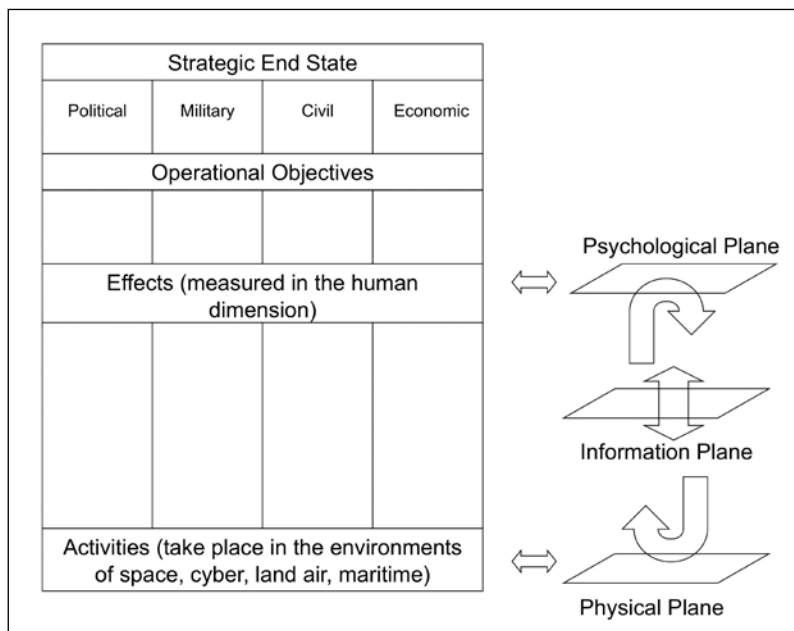 Strategic End State
Political Military Civil Economic
Operational Objectives
Effects (measured in the human
dimension)
Activities (take place in the environments
of space, cyber, land air, maritime)
Psychological Plane
Information Plane
Physical Plane